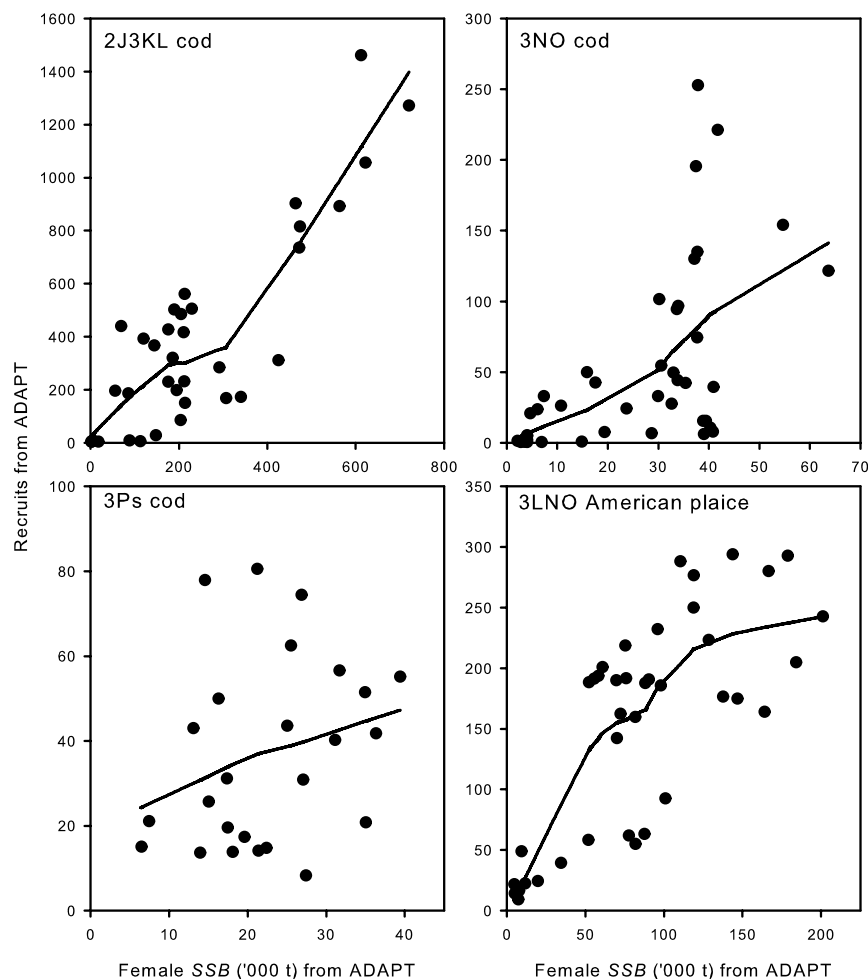 2J3KL cod
1600
1400
1200
1000
800
600
400
200
0
0 200 400 600 800
3NO cod
300
250
200
150
100
50
0
0 10 20 30 40 50 60 70
Recruits from ADAPT
3Ps cod
100
80
60
40
20
0
0 10 20 30 40
Female SSB ('000 t) from ADAPT
3LNO American plaice
350
300
250
200
150
100
50
0
0 50 100 150 200
Female SSB ('000 t) from ADAPT